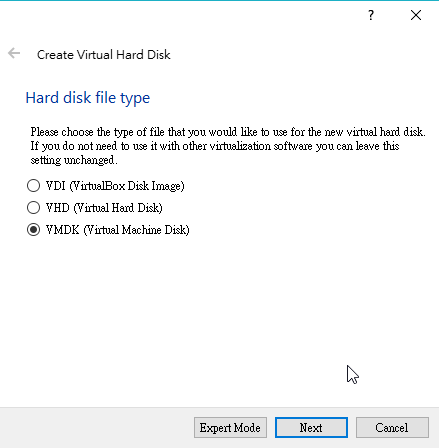 ?
Create Virtual Hard Disk
Hard disk file type
Please choose the type of file that you would like to use for the new virtual hard disk.
If you do not need to use it with other virtualization software you can leave this
setting unchanged.
VDI (VirtualBox Disk Image)
VHD (Virtual Hard Disk)
VMDK (Virtual Machine Disk)
Expert Mode Next Cancel